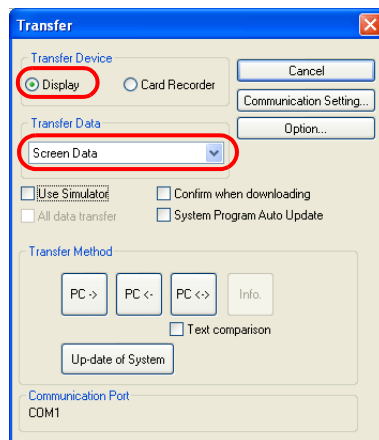 Transfer
Transfer Device
Display
Card Recorder
Cancel
Communication Setting...
Option...
Transfer Data
Screen Data
Use Simulator
Confirm when downloading
All data transfer
System Program Auto Update
Transfer Method
PC ->
PC <-
PC <->
Info.
Text comparison
Up-date of System
Communication Port
COM1